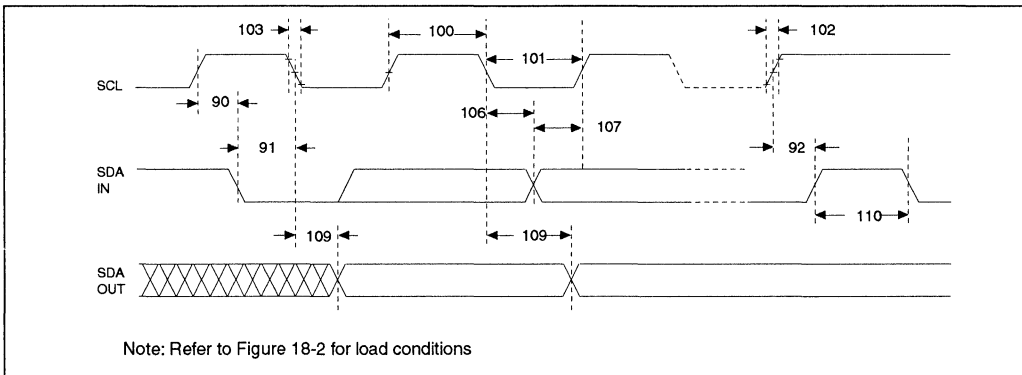 103
100
101
102
SCL
90
106
107
91
92
SDA
IN
110
109
109
SDA
OUT
Note: Refer to Figure 18-2 for load conditions